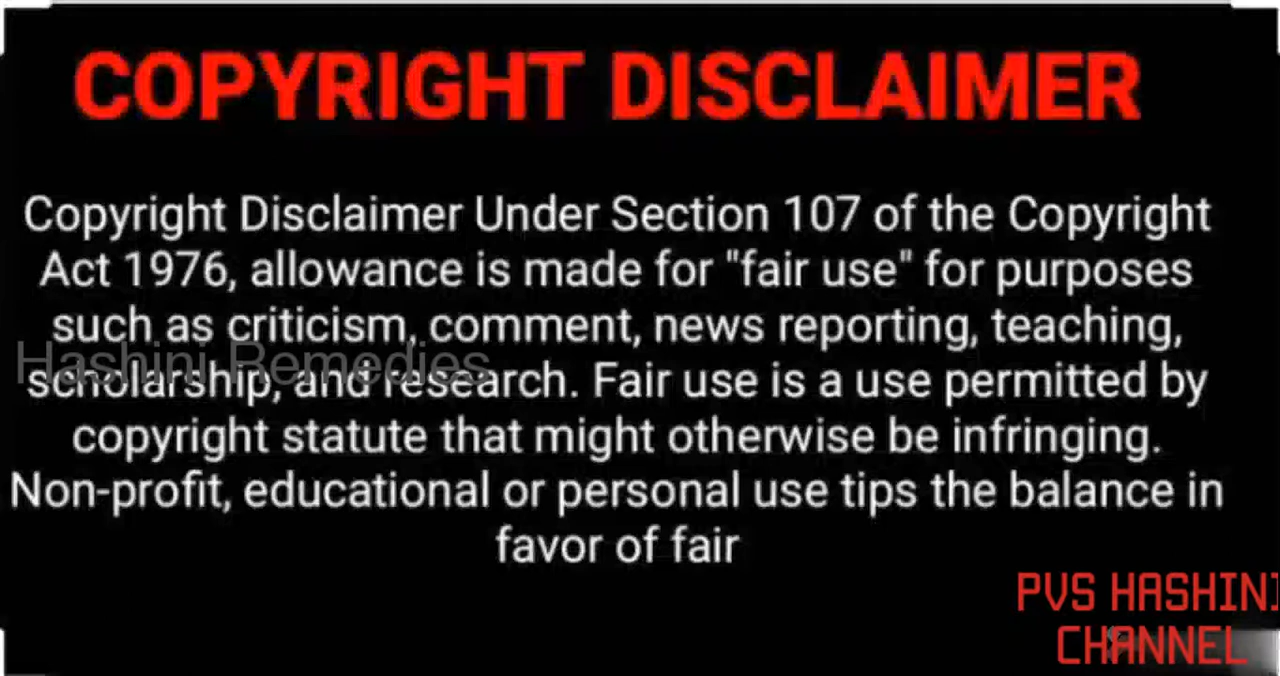 COPYRIGHT DISCLAIMER
Copyright Disclaimer Under Section 107 of the Copyright
Act 1976, allowance is made for "fair use" for purposes
such as criticism, comment, news reporting, teaching,
Hashini Remedies
scholarship, and research. Fair use is a use permitted by
copyright statute that might otherwise be infringing.
Non-profit, educational or personal use tips the balance in
favor of fair
PVS HASHINI
CHANNEL